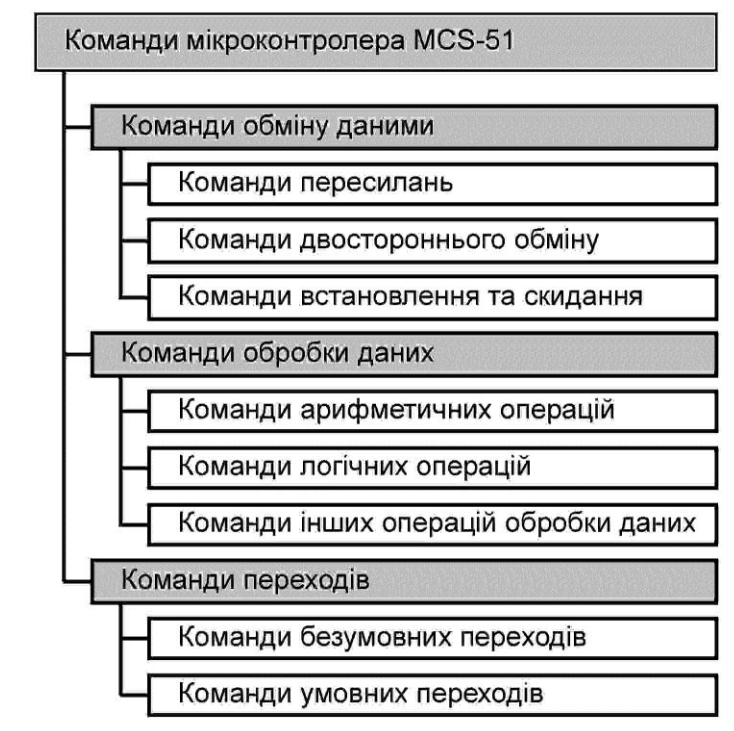 Команди мікроконтролера MCS-51
Команди обміну даними
Команди пересилань
Команди двостороннього обміну
Команди встановлення та скидання
Команди обробки даних
Команди арифметичних операцій
Команди логічних операцій
Команди інших операцій обробки даних
Команди переходів
Команди безумовних переходів
Команди умовних переходів